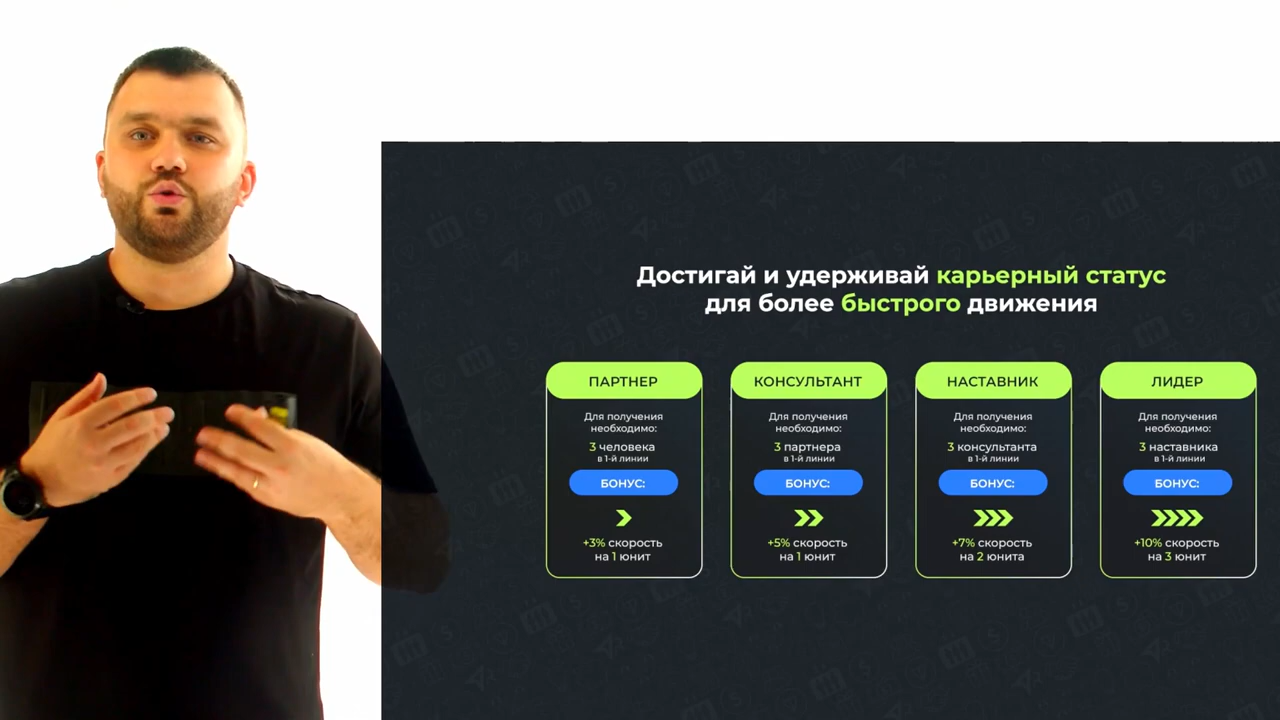 Достигай и удерживай карьерный статус
для более быстрого движения
ПАРТНЕР
Для получения
необходимо:
3 человека
в 1-й линии
БОНУС:
+3% скорость
на 1 юнит
КОНСУЛЬТАНТ
Для получения
необходимо:
3 партнера
в 1-й линии
БОНУС:
+5% скорость
на 1 юнит
НАСТАВНИК
Для получения
необходимо:
3 консультанта
в 1-й линии
БОНУС:
+7% скорость
на 2 юнита
ЛИДЕР
Для получения
необходимо:
3 наставника
в 1-й линии
БОНУС:
+10% скорость
на 3 юнит